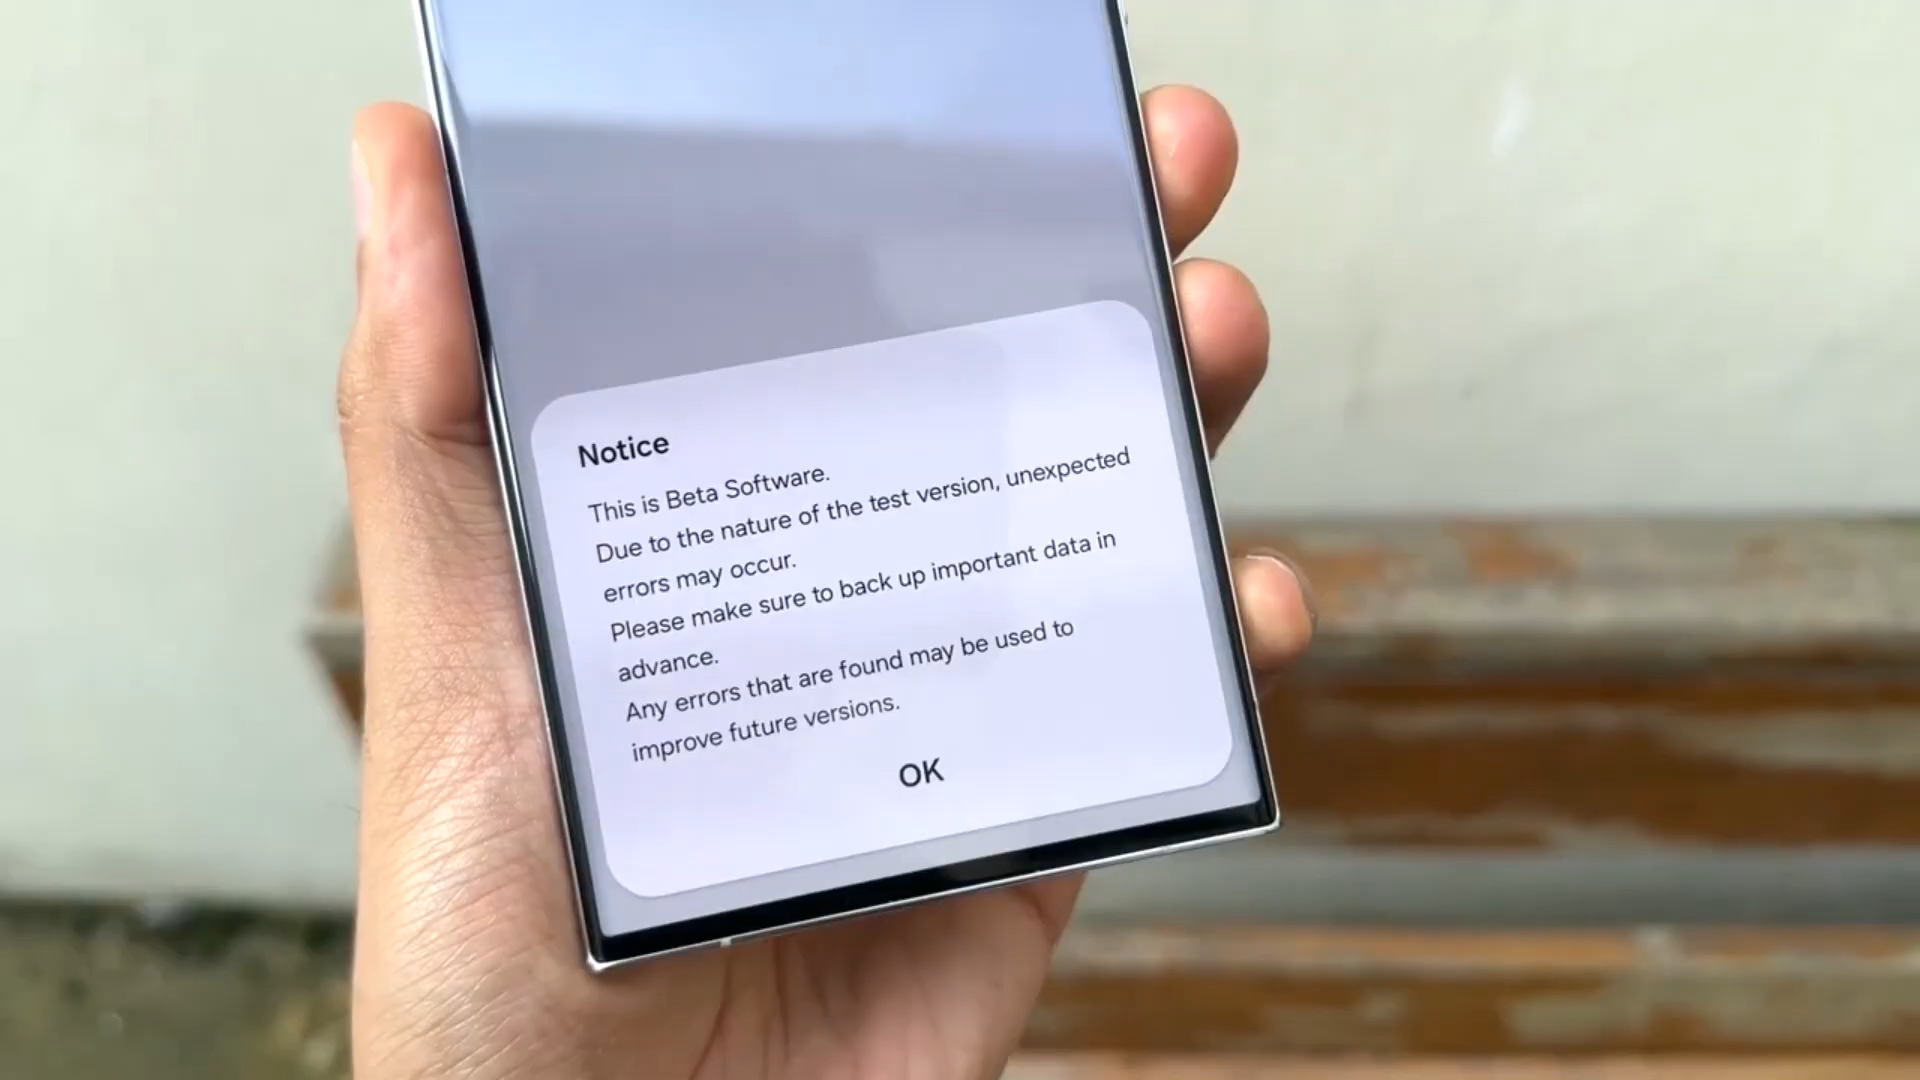 Notice
This is Beta Software.
Due to the nature of the test version, unexpected
errors may occur.
Please make sure to back up important data in
advance.
Any errors that are found may be used to
improve future versions.
OK